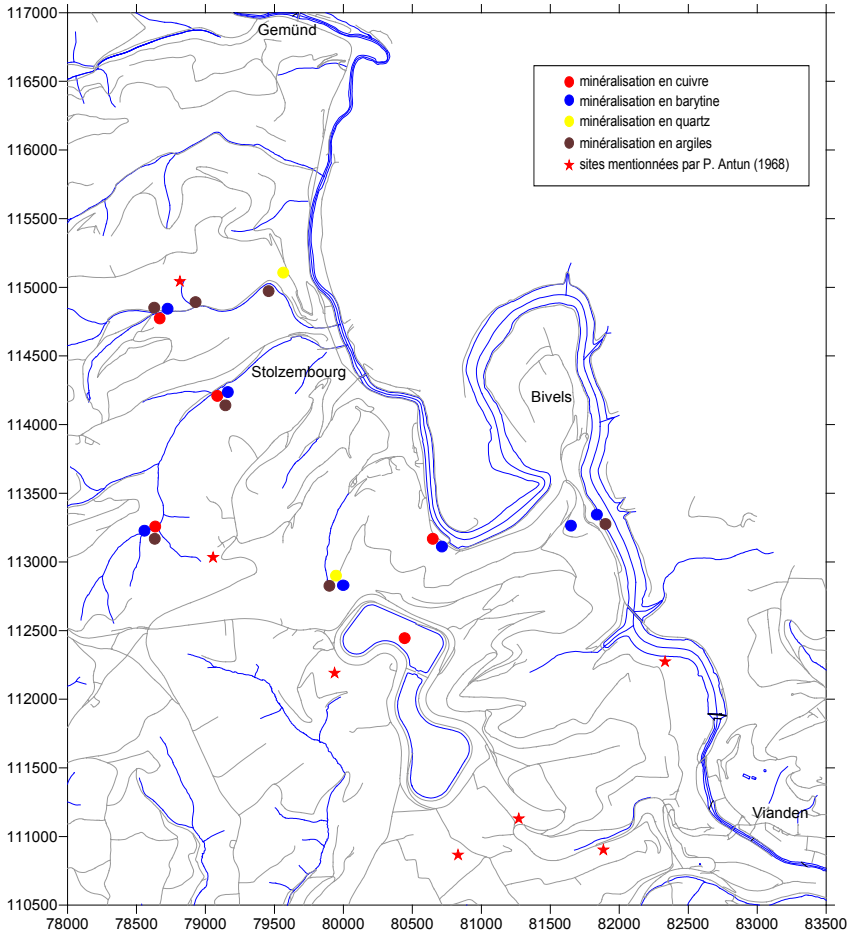 117000
Gemünd
116500
minéralisation en cuivre
minéralisation en barytine
minéralisation en quartz
minéralisation en argiles
sites mentionnées par P. Antun (1968)
116000
115500
115000
114500
Stolzembourg
Bivels
114000
113500
113000
112500
112000
111500
Vianden
111000
110500
78000 78500 79000 79500 80000 80500 81000 81500 82000 82500 83000 83500